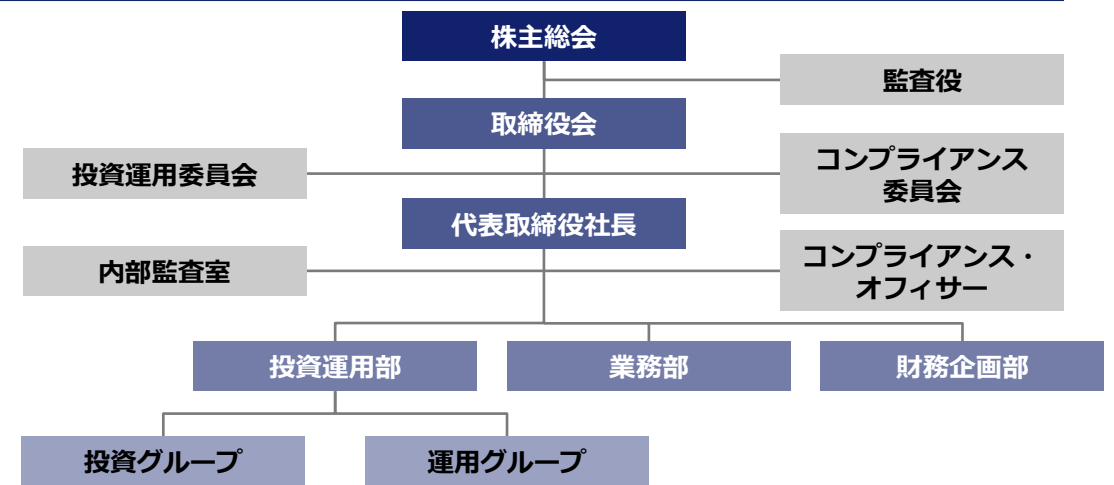 株主総会
監査役
取締役会
投資運用委員会
コンプライアンス
委員会
代表取締役社長
内部監査室
コンプライアンス・
オフィサー
投資運用部
業務部
財務企画部
投資グループ
運用グループ